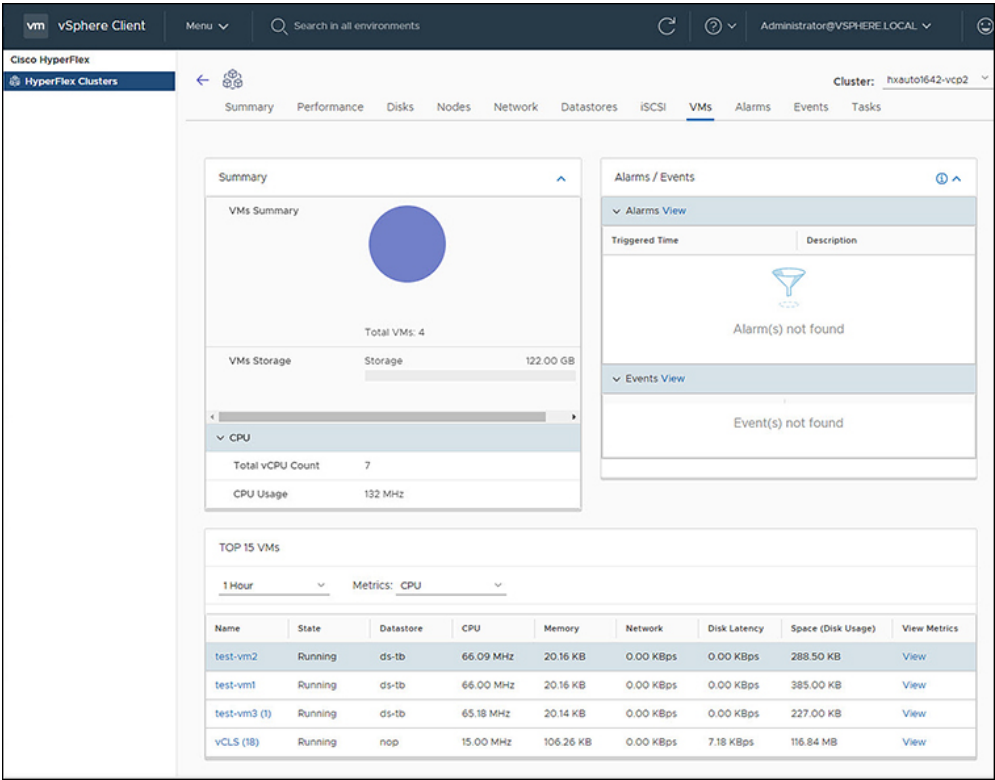 vm vSphere Client Menu Search in all environments Administrator@VSPHERE.LOCAL
Cisco HyperFlex
HyperFlex Clusters
Cluster: hxauto1642-vcp2
Summary Performance Disks Nodes Network Datastores iSCSI VMs Alarms Events Tasks
Summary
VMs Summary
Total VMs: 4
VMs Storage Storage 122.00 GB
CPU
Total vCPU Count 7
CPU Usage 132 MHz
Alarms / Events
Alarms View
Triggered Time Description
Alarm(s) not found
Events View
Event(s) not found
TOP 15 VMs
1 Hour Metrics: CPU
Name State Datastore CPU Memory Network Disk Latency Space (Disk Usage) View Metrics
test-vm2 Running ds-tb 66.09 MHz 20.16 KB 0.00 KBps 0.00 KBps 288.50 KB View
test-vm1 Running ds-tb 66.00 MHz 20.16 KB 0.00 KBps 0.00 KBps 385.00 KB View
test-vm3 (1) Running ds-tb 65.18 MHz 20.14 KB 0.00 KBps 0.00 KBps 227.00 KB View
vCLS (18) Running nop 15.00 MHz 106.26 KB 0.00 KBps 7.18 KBps 116.84 MB View